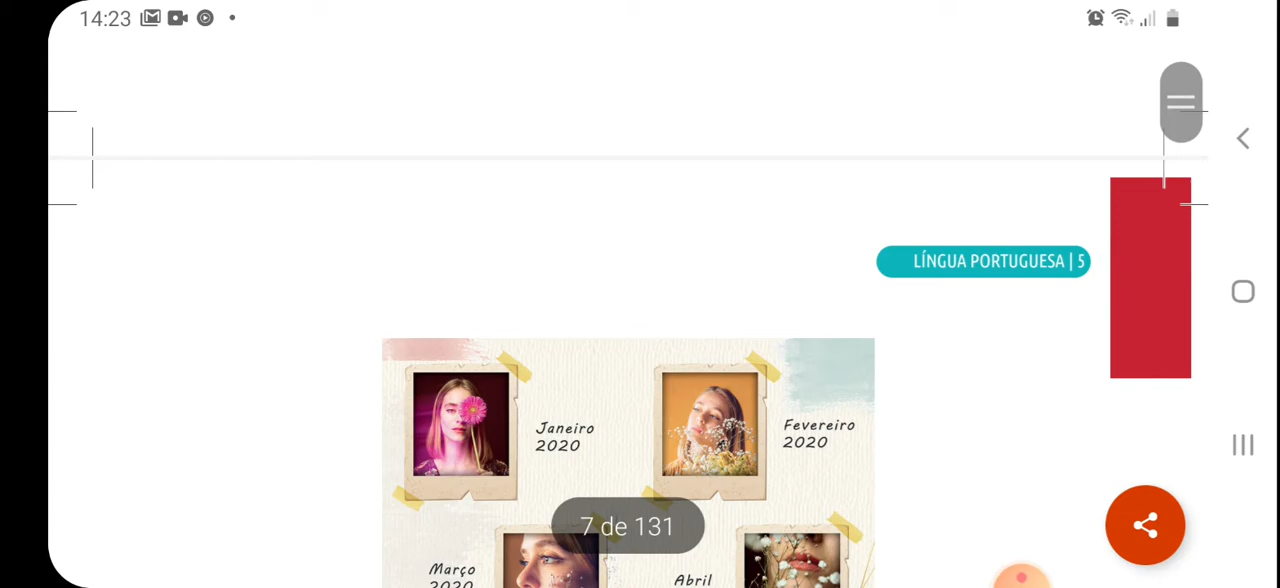 14:23
LÍNGUA PORTUGUESA | 5
Janeiro
2020
Fevereiro
2020
7 de 131
Março
2020
Abril